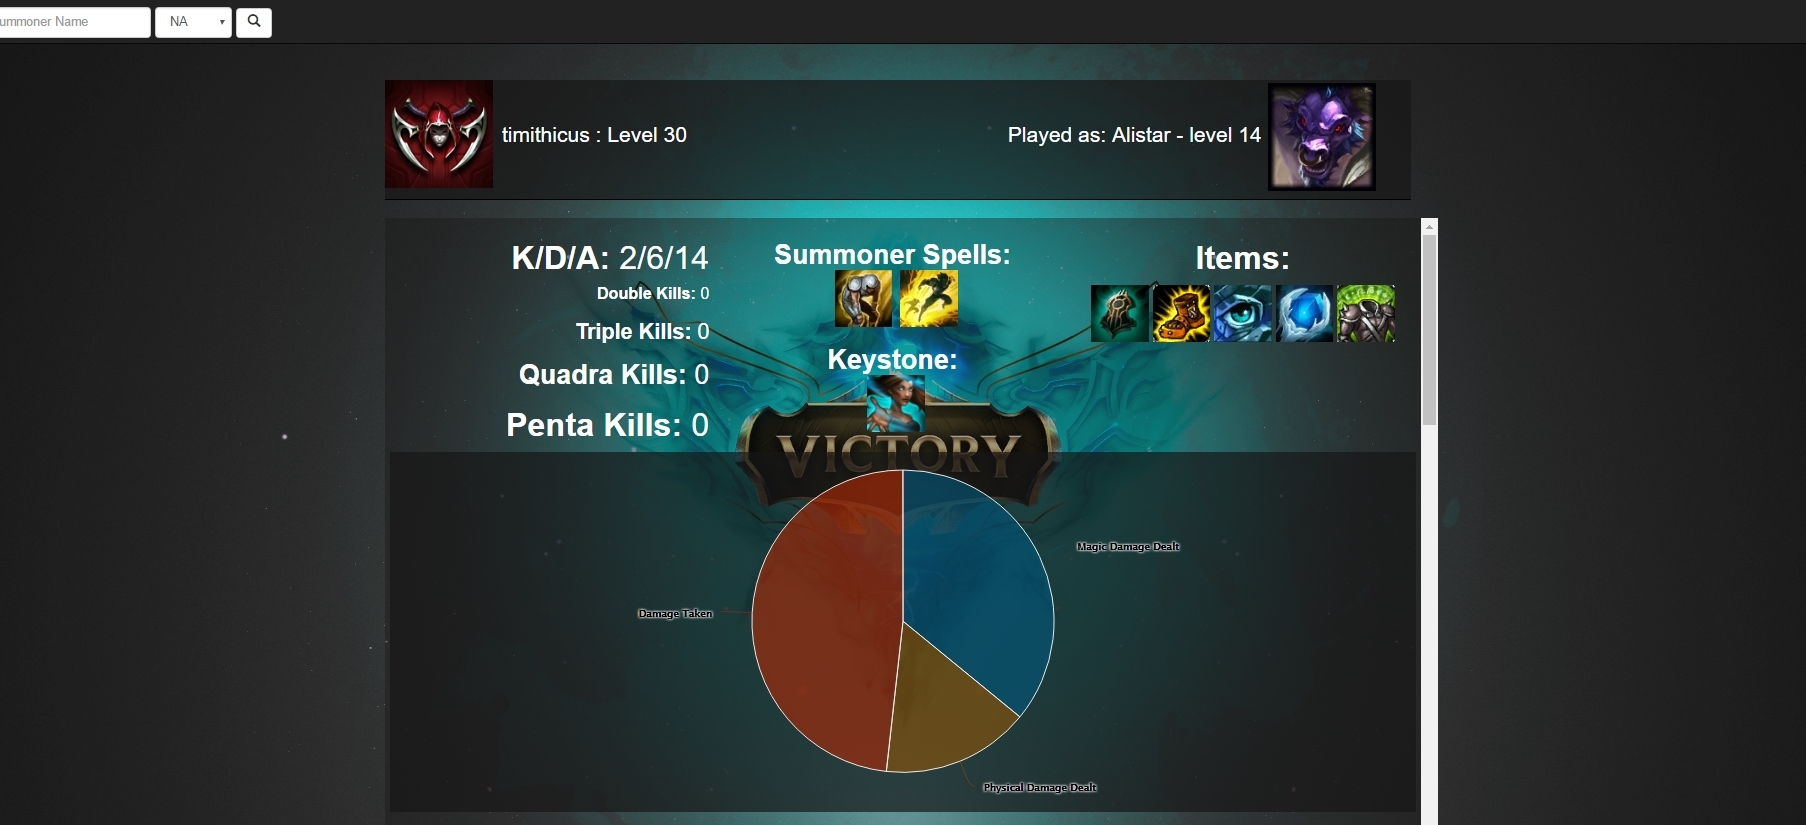 ummoner Name
NA
timithicus : Level 30
Played as: Alistar - level 14
K/D/A: 2/6/14
Double Kills: 0
Triple Kills: 0
Quadra Kills: 0
Penta Kills: 0
Summoner Spells:
Keystone:
Items:
VICTORY
Magic Damage Dealt
Damage Taken
Physical Damage Dealt